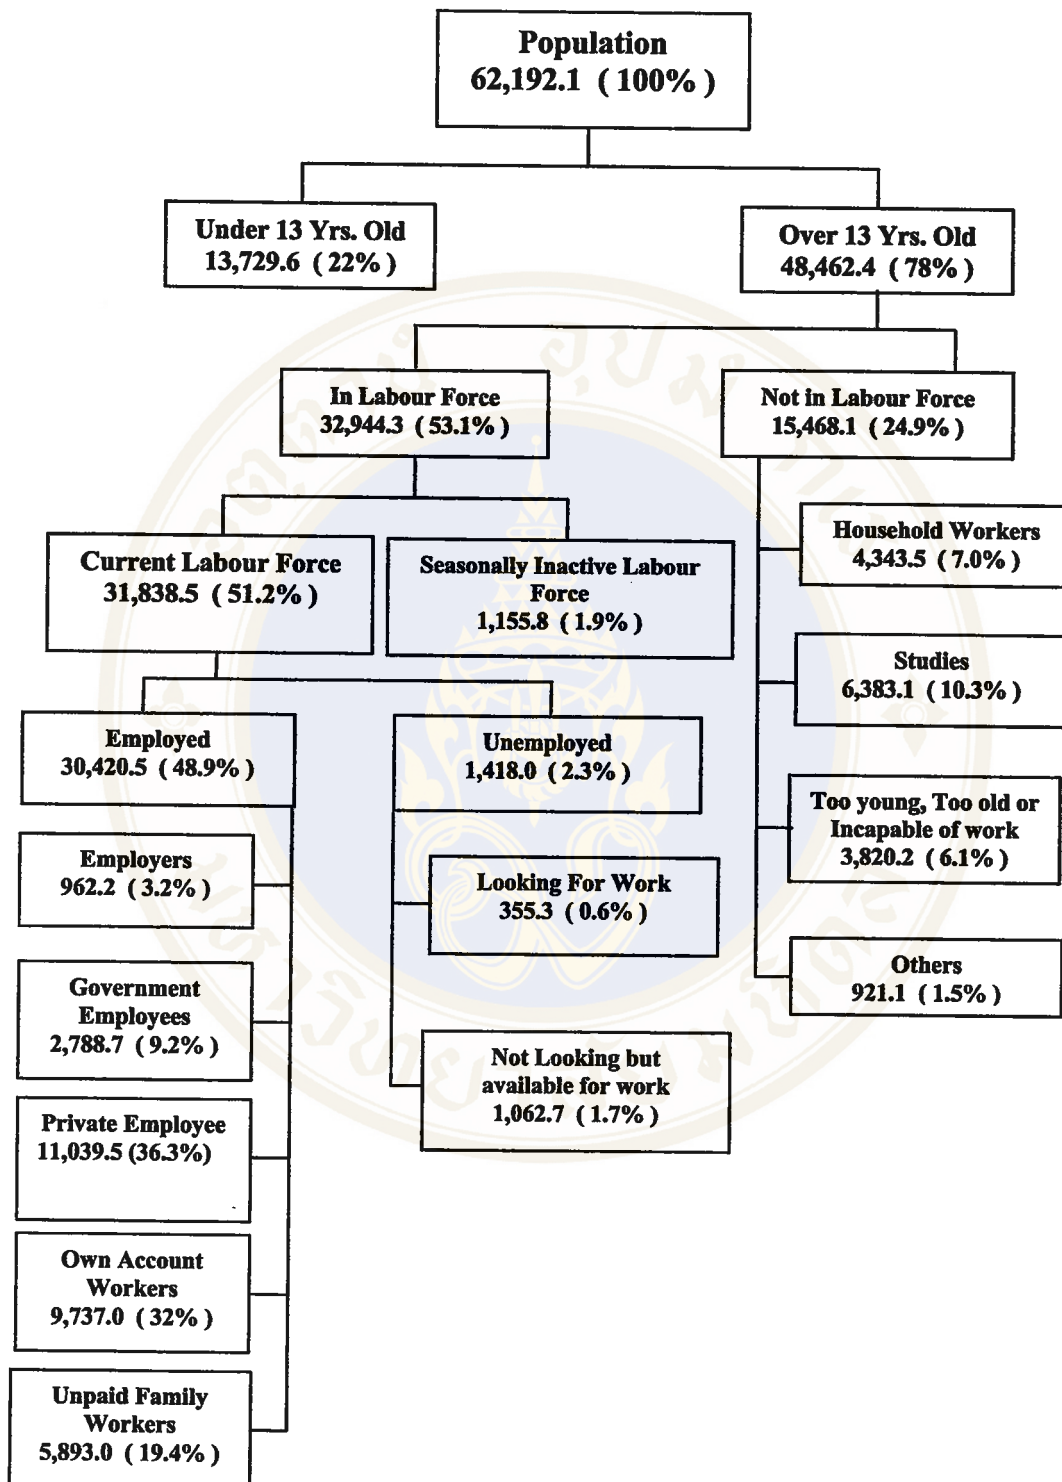 Population
62,192.1 ( 100% )
Under 13 Yrs. Old
13,729.6 ( 22% )
Over 13 Yrs. Old
48,462.4 ( 78% )
In Labour Force
32,944.3 ( 53.1% )
Not in Labour Force
15,468.1 ( 24.9% )
Current Labour Force
31,838.5 ( 51.2% )
Seasonally Inactive Labour
Force
1,155.8 ( 1.9% )
Household Workers
4,343.5 ( 7.0% )
Studies
6,383.1 ( 10.3% )
Too young, Too old or
Incapable of work
3,820.2 ( 6.1% )
Others
921.1 ( 1.5% )
Employed
30,420.5 ( 48.9% )
Unemployed
1,418.0 ( 2.3% )
Looking For Work
355.3 ( 0.6% )
Not Looking but
available for work
1,062.7 ( 1.7% )
Employers
962.2 ( 3.2% )
Government
Employees
2,788.7 ( 9.2% )
Private Employee
11,039.5 (36.3%)
Own Account
Workers
9,737.0 ( 32% )
Unpaid Family
Workers
5,893.0 ( 19.4% )